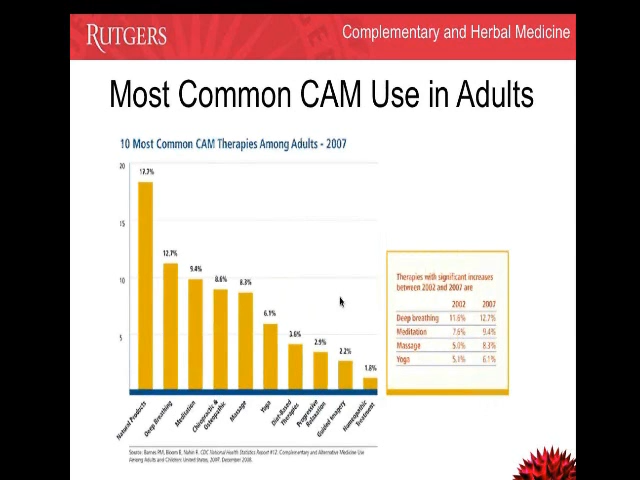 RUTGERS
Complementary and Herbal Medicine
Most Common CAM Use in Adults
10 Most Common CAM Therapies Among Adults - 2007
20
15
10
5
17.7%
12.7%
9.4%
8.6%
8.3%
6.1%
3.6%
2.9%
2.2%
1.8%
Natural Products
Deep Breathing
Meditation
Chiropractic &
Osteopathic
Massage
Yoga
Diet-Based
Therapies
Progressive
Relaxation
Guided Imagery
Homeopathic
Treatment
Therapies with significant increases
between 2002 and 2007 are
2002 2007
Deep breathing 11.6% 12.7%
Meditation 7.6% 9.4%
Massage 5.0% 8.3%
Yoga 5.1% 6.1%
Source: Barnes PM, Bloom B, Nahin R. CDC National Health Statistics Report #12. Complementary and Alternative Medicine Use
Among Adults and Children: United States, 2007. December 2008.